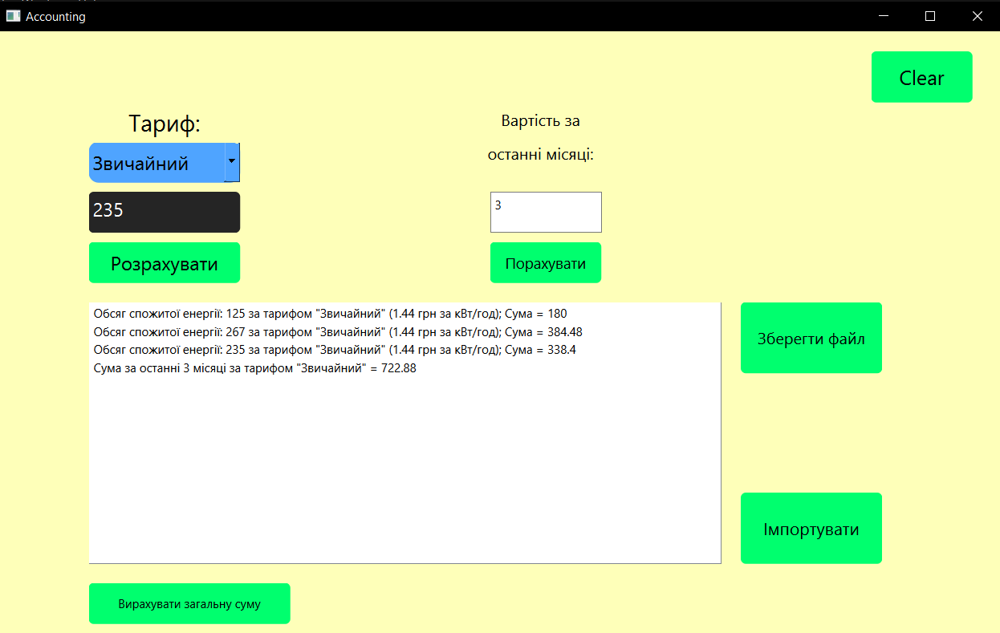 Accounting
Clear
Тариф:
Звичайний
235
Розрахувати
Вартість за
останні місяці:
3
Порахувати
Обсяг спожитої енергії: 125 за тарифом "Звичайний" (1.44 грн за кВт/год); Сума = 180
Обсяг спожитої енергії: 267 за тарифом "Звичайний" (1.44 грн за кВт/год); Сума = 384.48
Обсяг спожитої енергії: 235 за тарифом "Звичайний" (1.44 грн за кВт/год); Сума = 338.4
Сума за останні 3 місяці за тарифом "Звичайний" = 722.88
Зберегти файл
Імпортувати
Вирахувати загальну суму